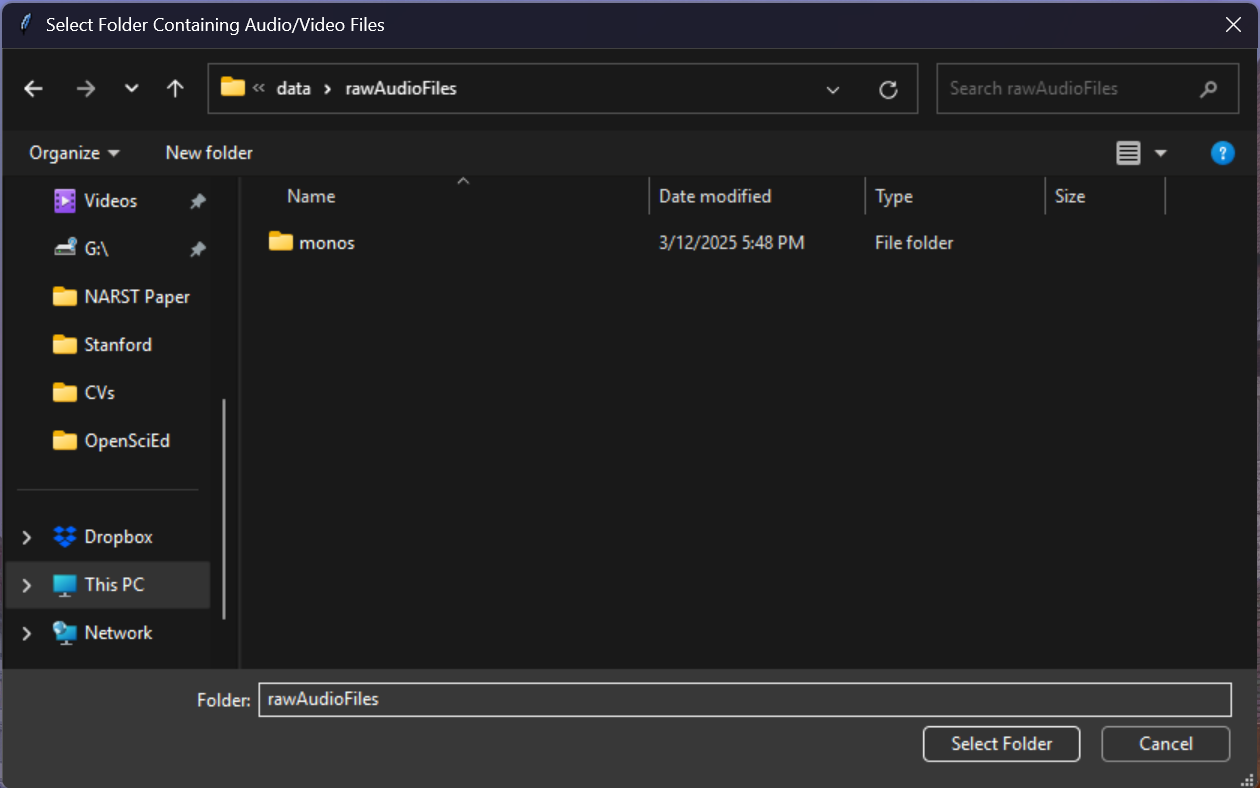 Select Folder Containing Audio/Video Files
« data › rawAudioFiles
Search rawAudioFiles
Organize
New folder
?
Name
Date modified
Type
Size
Videos
G:\
NARST Paper
Stanford
CVs
OpenSciEd
Dropbox
This PC
Network
monos
3/12/2025 5:48 PM
File folder
Folder:
rawAudioFiles
Select Folder
Cancel